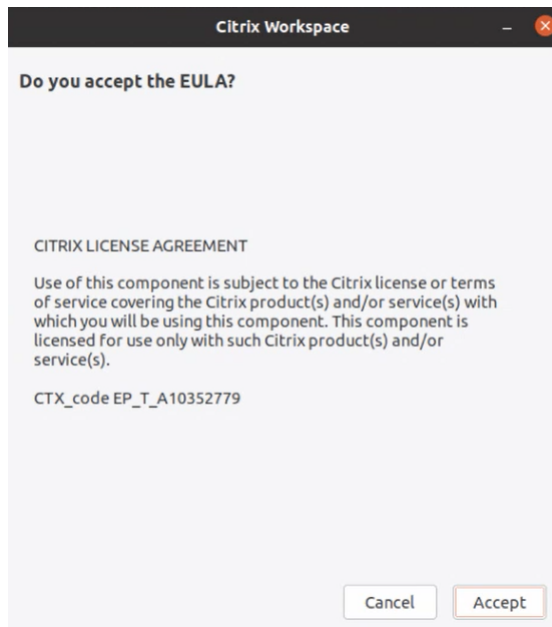 Citrix Workspace
Do you accept the EULA?
CITRIX LICENSE AGREEMENT
Use of this component is subject to the Citrix license or terms
of service covering the Citrix product(s) and/or service(s) with
which you will be using this component. This component is
licensed for use only with such Citrix product(s) and/or
service(s).
CTX_code EP_T_A10352779
Cancel Accept